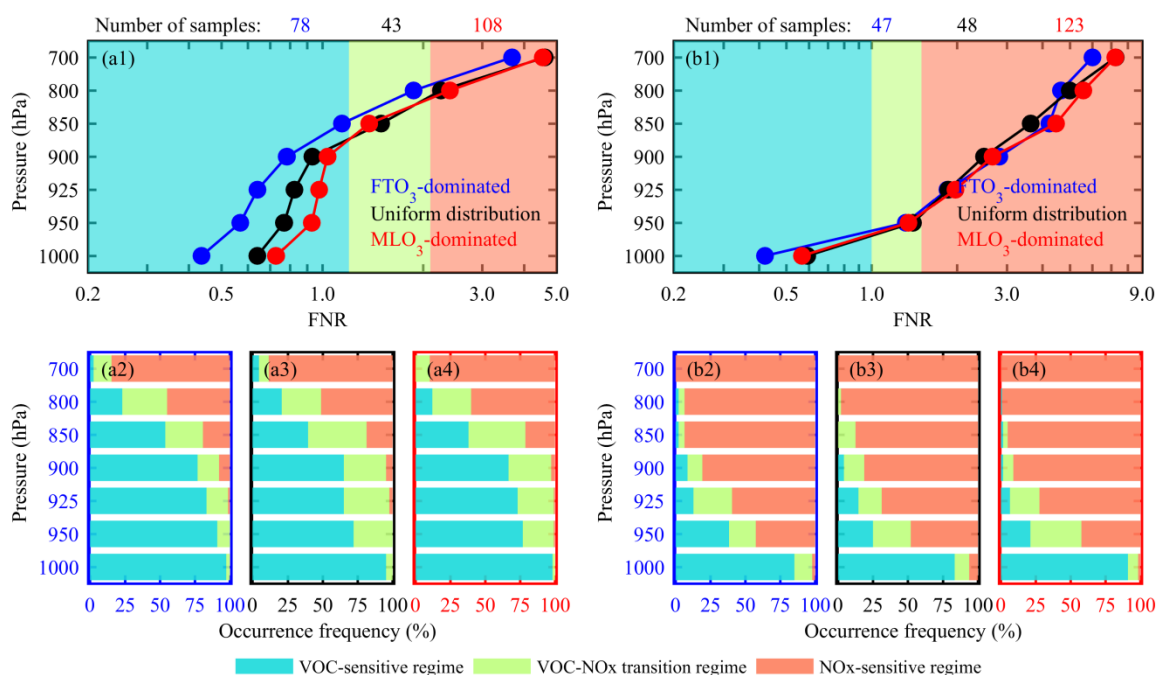 Number of samples: 78 43 108
(a1)
Pressure (hPa)
700
800
850
900
925
950
1000
FTO3-dominated
Uniform distribution
MLO3-dominated
0.2 0.5 1.0 3.0 5.0
FNR
Number of samples: 47 48 123
(b1)
Pressure (hPa)
700
800
850
900
925
950
1000
FTO3-dominated
Uniform distribution
MLO3-dominated
0.2 0.5 1.0 3.0 9.0
FNR
(a2) (a3) (a4)
Pressure (hPa)
700
800
850
900
925
950
1000
0 25 50 75 100 0 25 50 75 100 0 25 50 75 100
Occurrence frequency (%)
(b2) (b3) (b4)
Pressure (hPa)
700
800
850
900
925
950
1000
0 25 50 75 100 0 25 50 75 100 0 25 50 75 100
Occurrence frequency (%)
VOC-sensitive regime VOC-NOx transition regime NOx-sensitive regime